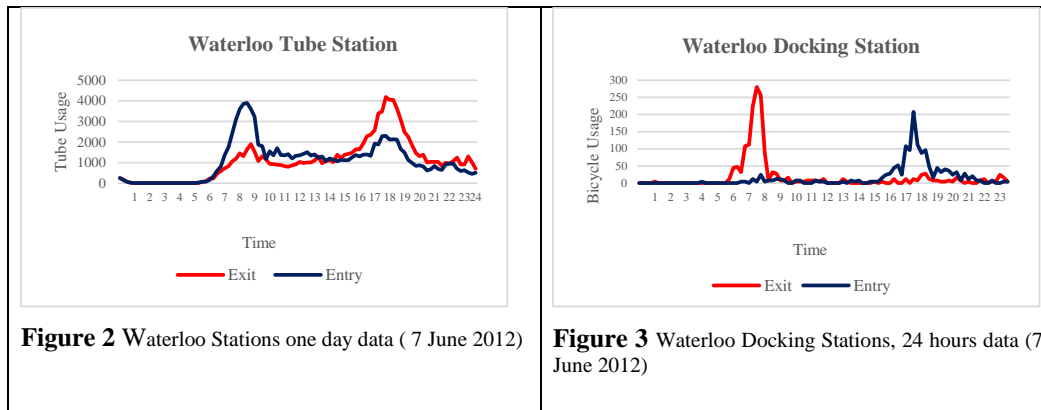 Waterloo Tube Station
Tube Usage
5000
4000
3000
2000
1000
0
1 2 3 4 5 6 7 8 9 10 11 12 13 14 15 16 17 18 19 20 21 22 2324
Time
Exit Entry
Figure 2 Waterloo Stations one day data ( 7 June 2012)
Waterloo Docking Station
Bicycle Usage
300
250
200
150
100
50
0
1 2 3 4 5 6 7 8 9 10 11 12 13 14 15 16 17 18 19 20 21 22 23
Time
Exit Entry
Figure 3 Waterloo Docking Stations, 24 hours data (7
June 2012)